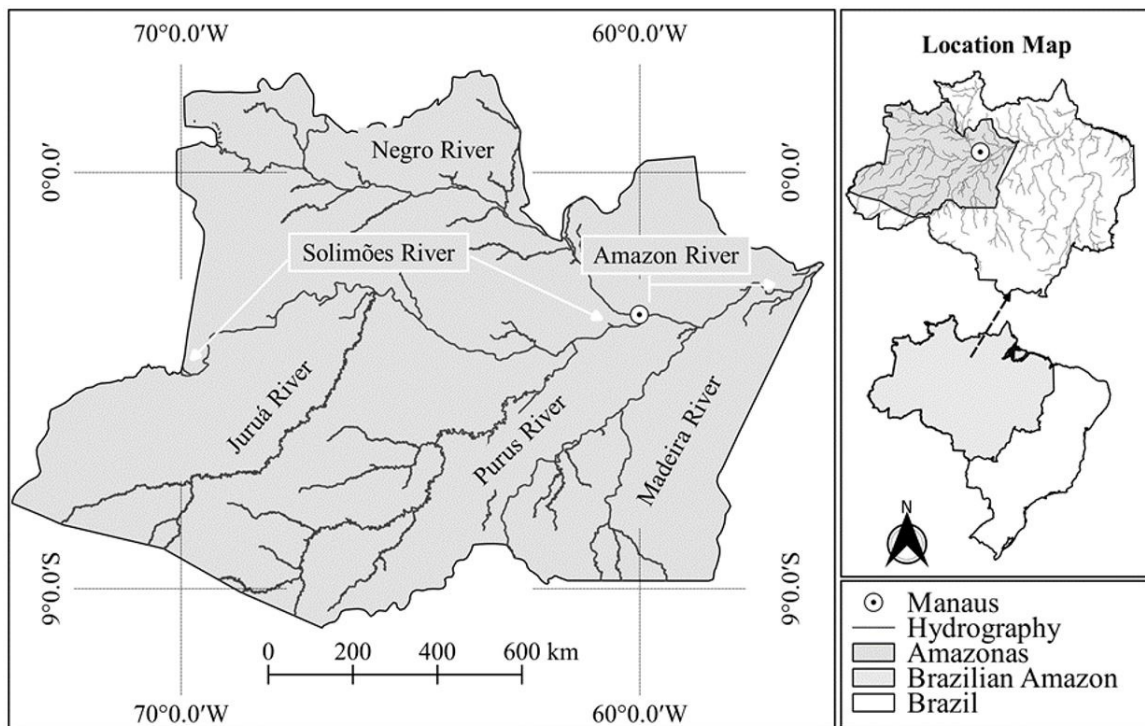 70°0.0′W
60°0.0′W
0°0.0′
0°0.0′
Negro River
Solimões River
Amazon River
Juruá River
Purus River
Madeira River
9°0.0′S
9°0.0′S
0 200 400 600 km
70°0.0′W
60°0.0′W
Location Map
N
Manaus
Hydrography
Amazonas
Brazilian Amazon
Brazil